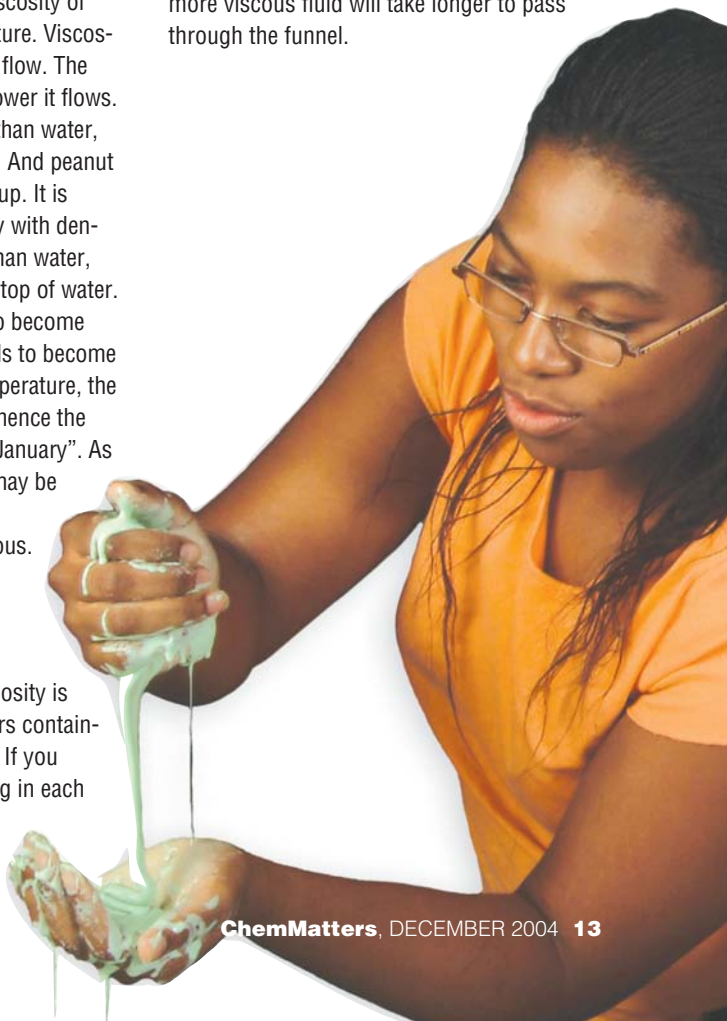 scosity of
ture. Viscos-
flow. The
ower it flows.
than water,
And peanut
up. It is
y with den-
han water,
top of water.
o become
ls to become
perature, the
hence the
January”. As
may be
ous.
osity is
rs contain-
If you
g in each
more viscous fluid will take longer to pass
through the funnel.
ChemMatters, DECEMBER 2004 13